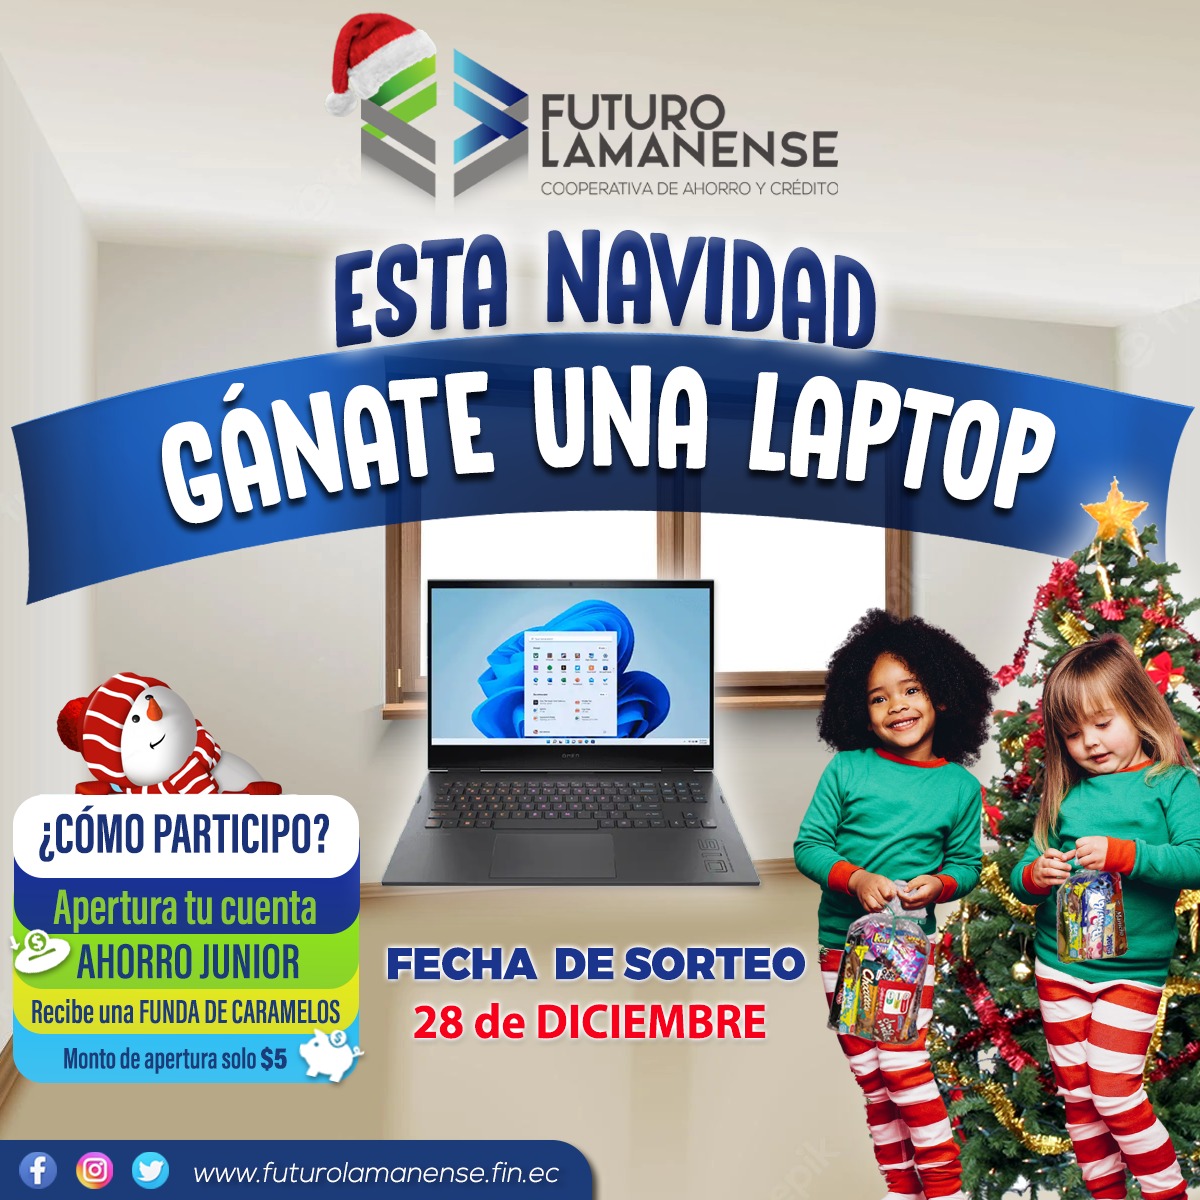 FUTURO
LAMANENSE
COOPERATIVA DE AHORRO Y CRÉDITO
ESTA NAVIDAD
GÁNATE UNA LAPTOP
¿CÓMO PARTICIPO?
Apertura tu cuenta
AHORRO JUNIOR
Recibe una FUNDA DE CARAMELOS
Monto de apertura solo $5
FECHA DE SORTEO
28 de DICIEMBRE
www.futurolamanense.fin.ec